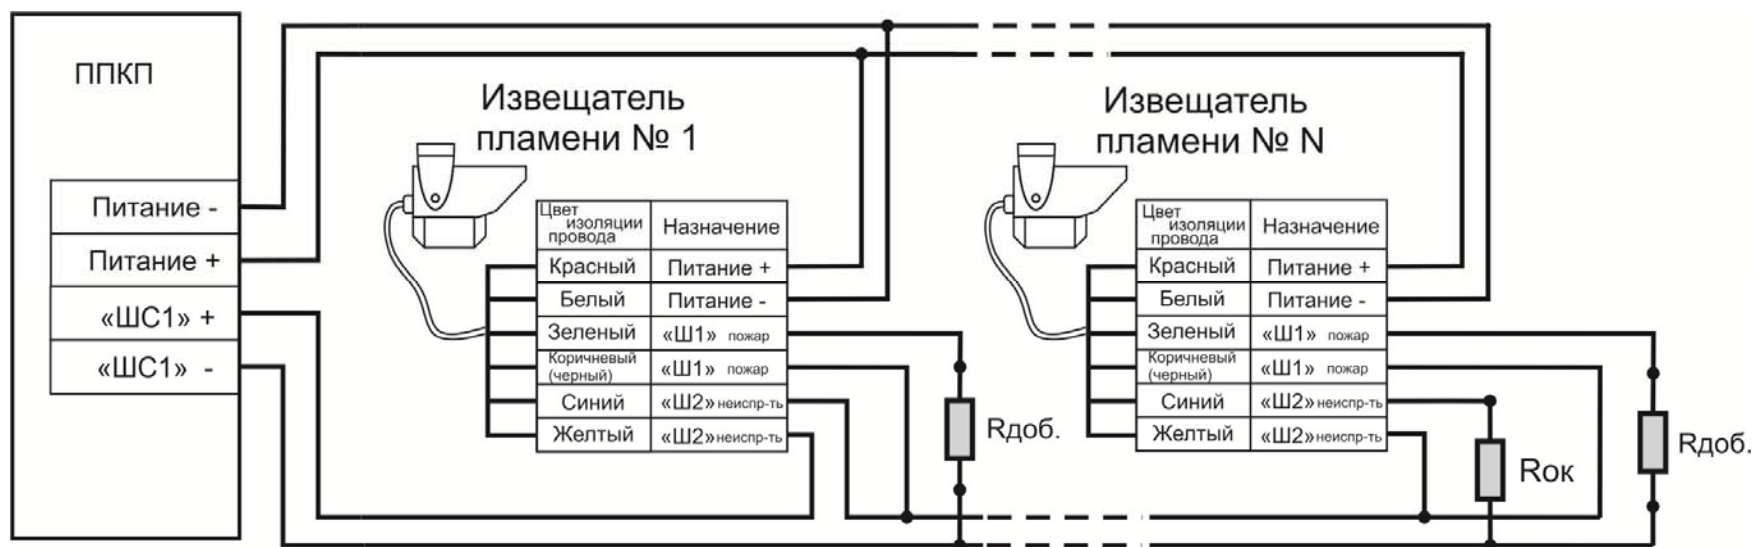 ППКП
Питание -
Питание +
«ШС1» +
«ШС1» -
Извещатель
пламени № 1
Цвет
изоляции
провода
Назначение
Красный Питание +
Белый Питание -
Зеленый «Ш1» пожар
Коричневый
(черный)
«Ш1» пожар
Синий «Ш2» неиспр-ть
Желтый «Ш2» неиспр-ть
Rдоб.
Извещатель
пламени № N
Цвет
изоляции
провода
Назначение
Красный Питание +
Белый Питание -
Зеленый «Ш1» пожар
Коричневый
(черный)
«Ш1» пожар
Синий «Ш2» неиспр-ть
Желтый «Ш2» неиспр-ть
Rок
Rдоб.